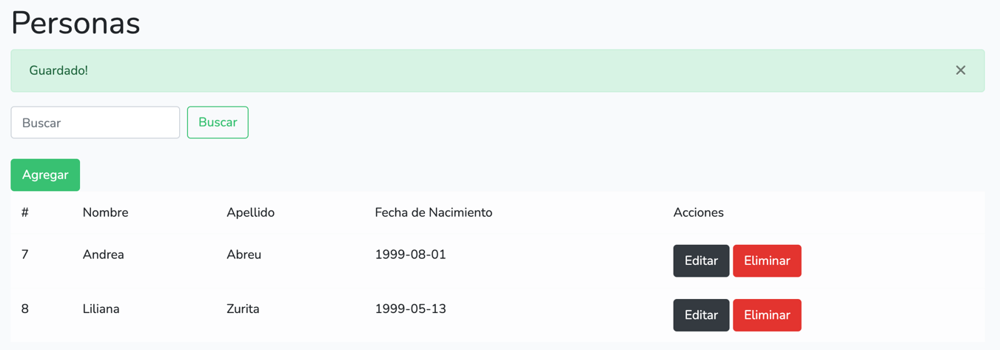 Personas
Guardado! ×
Buscar Buscar
Agregar
# Nombre Apellido Fecha de Nacimiento Acciones
7 Andrea Abreu 1999-08-01 Editar Eliminar
8 Liliana Zurita 1999-05-13 Editar Eliminar